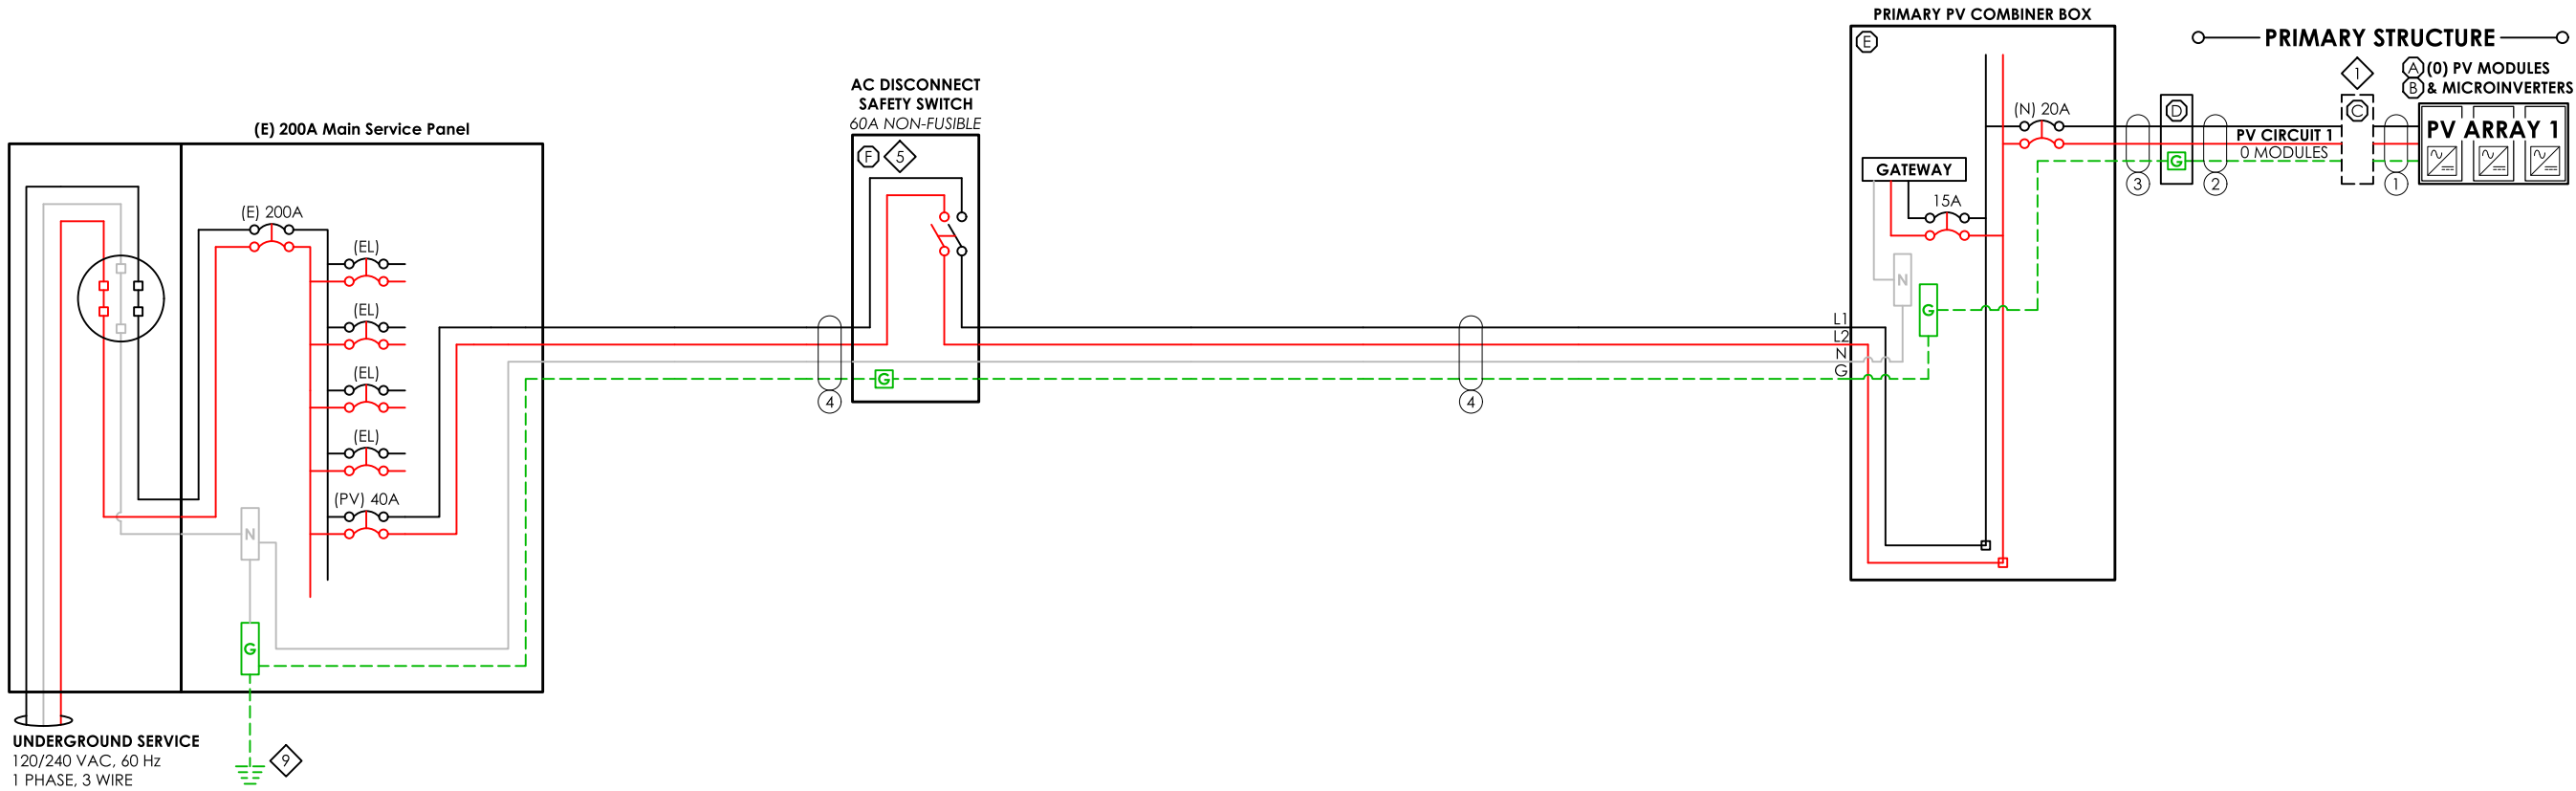 PRIMARY PV COMBINER BOX
E
PRIMARY STRUCTURE
1
A (0) PV MODULES
B & MICROINVERTERS
C
D
(N) 20A
PV CIRCUIT 1
0 MODULES
PV ARRAY 1
G
3
2
1
GATEWAY
15A
N
G
L1
L2
N
G
AC DISCONNECT
SAFETY SWITCH
60A NON-FUSIBLE
F 5
G
4
4
(E) 200A Main Service Panel
(E) 200A
(EL)
(EL)
(EL)
(EL)
(PV) 40A
N
G
9
UNDERGROUND SERVICE
120/240 VAC, 60 Hz
1 PHASE, 3 WIRE